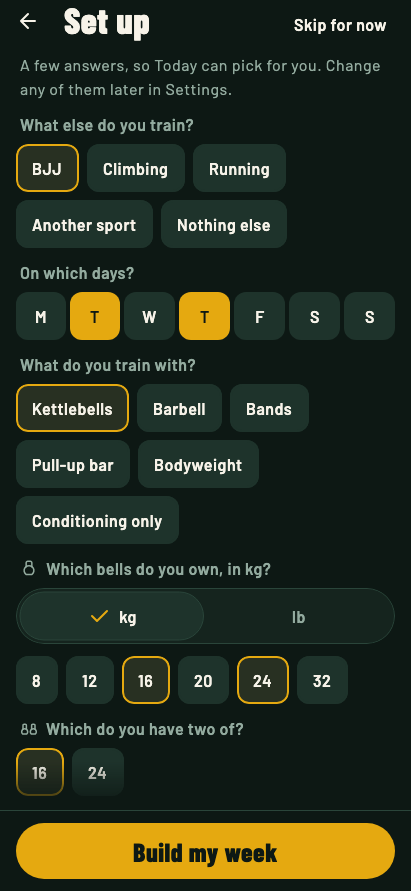 Set up
Skip for now
A few answers, so Today can pick for you. Change
any of them later in Settings.
What else do you train?
BJJ Climbing Running
Another sport Nothing else
On which days?
M T W T F S S
What do you train with?
Kettlebells Barbell Bands
Pull-up bar Bodyweight
Conditioning only
Which bells do you own, in kg?
kg lb
8 12 16 20 24 32
Which do you have two of?
16 24
Build my week